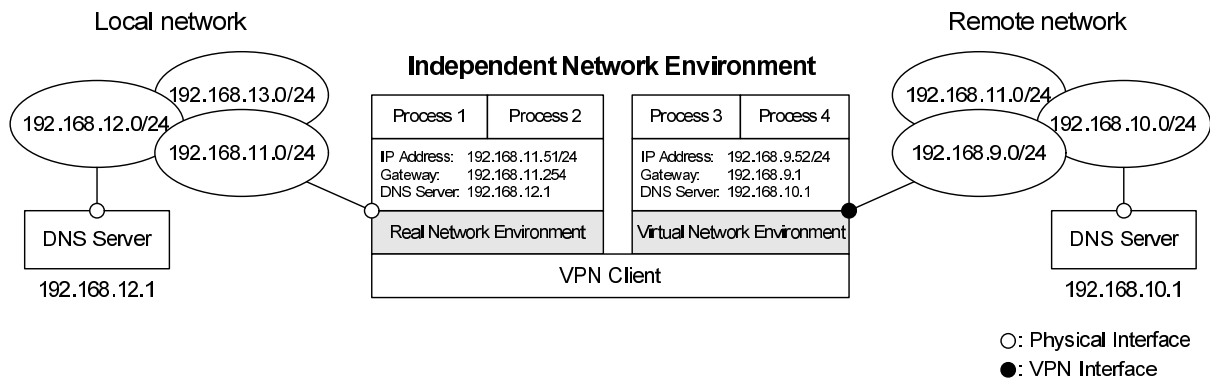 Local network
Remote network
Independent Network Environment
192.168.13.0/24
192.168.12.0/24
192.168.11.0/24
Process 1
Process 2
IP Address: 192.168.11.51/24
Gateway: 192.168.11.254
DNS Server: 192.168.12.1
Real Network Environment
Process 3
Process 4
IP Address: 192.168.9.52/24
Gateway: 192.168.9.1
DNS Server: 192.168.10.1
Virtual Network Environment
VPN Client
192.168.11.0/24
192.168.10.0/24
192.168.9.0/24
DNS Server
192.168.12.1
DNS Server
192.168.10.1
: Physical Interface
: VPN Interface